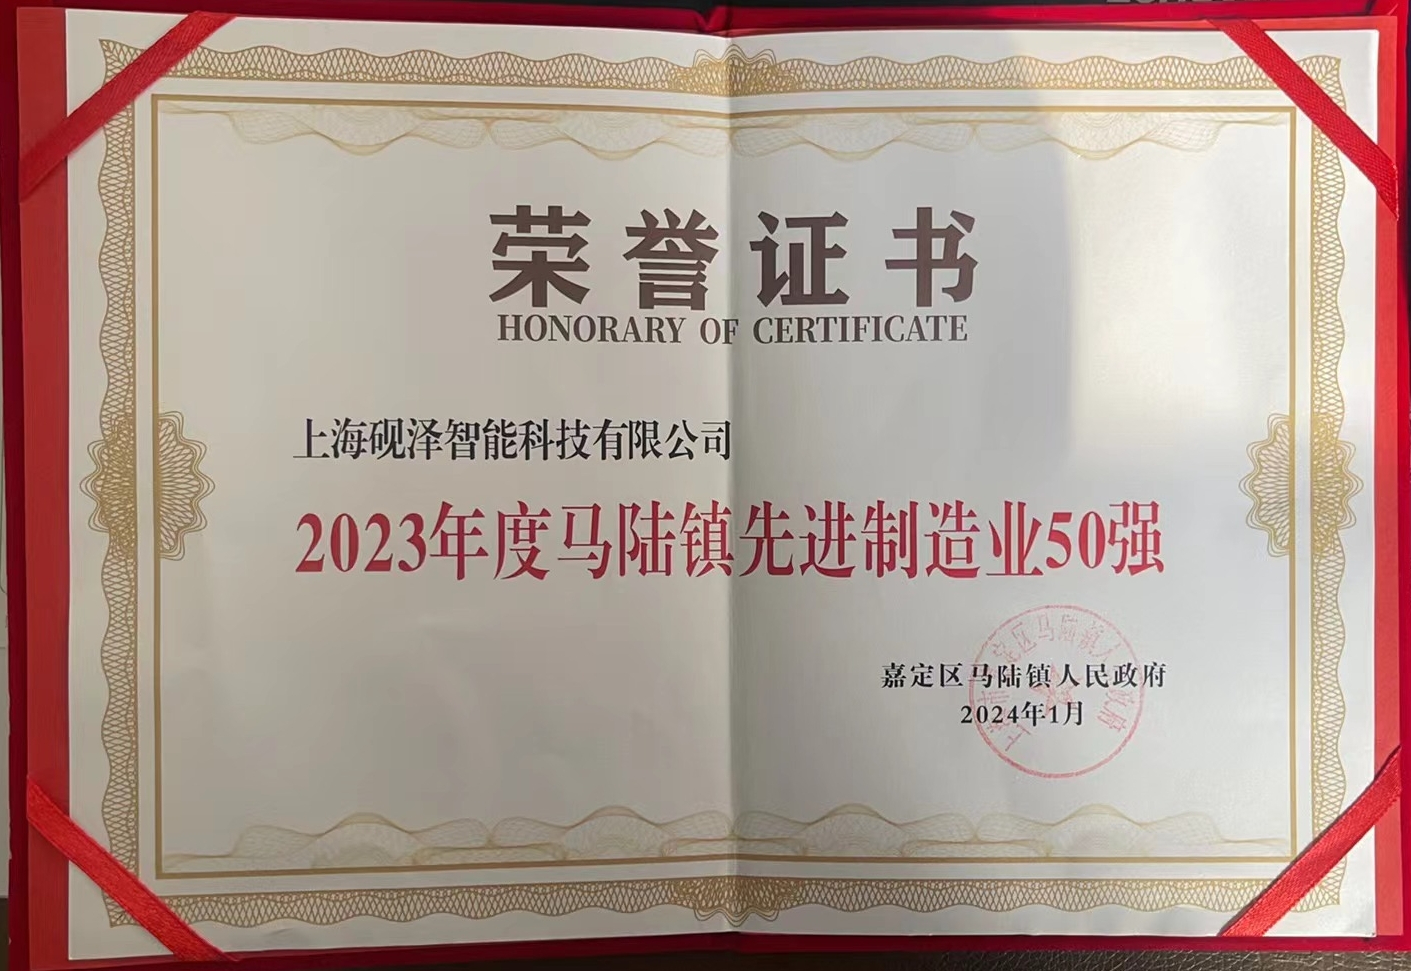 荣誉证书
HONORARY OF CERTIFICATE
上海砚泽智能科技有限公司
2023年度马陆镇先进制造业50强
嘉定区马陆镇人民政府
2024年1月